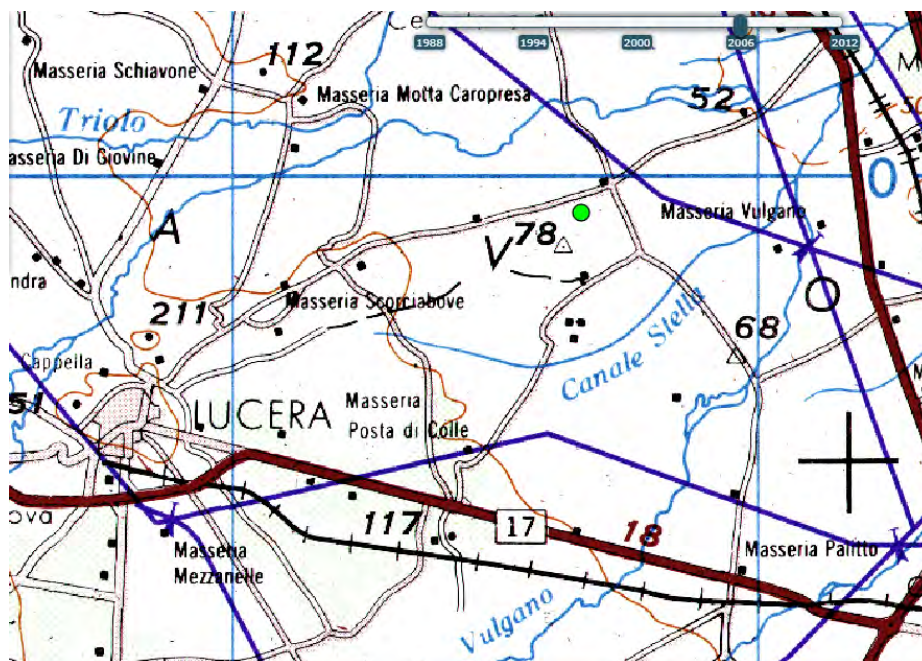 Ce
1988
1994
2000
2006
2012
112
Masseria Schiavone
Masseria Motta Caropresa
52
Triolo
asseria Di Giovine
O
A
Masseria Vulgano
V
78
ndra
Masseria Scorciabove
O
211
68
Cappella
Canale Stella
51
LUCERA
Masseria
Posta di Colle
17
117
18
ova
Masseria
Mezzanelle
Masseria Palitto
Vulgano